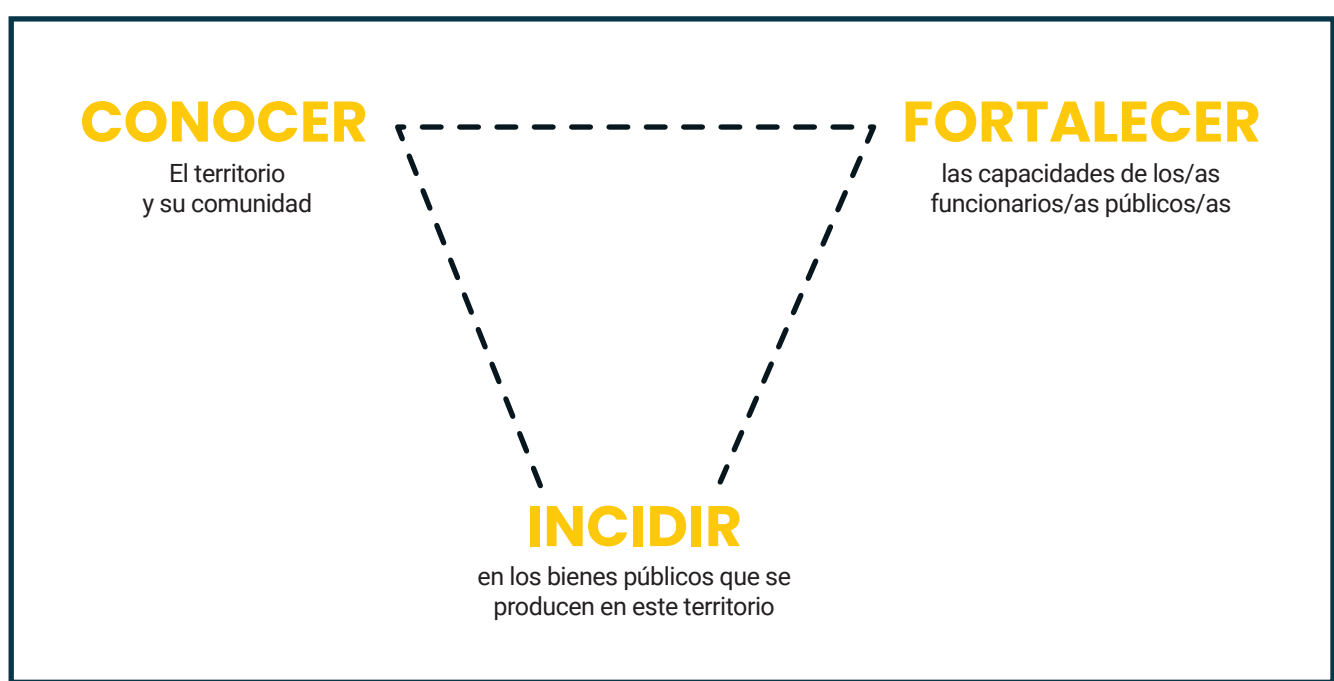 CONOCER
El territorio
y su comunidad
FORTALECER
las capacidades de los/as
funcionarios/as públicos/as
INCIDIR
en los bienes públicos que se
producen en este territorio